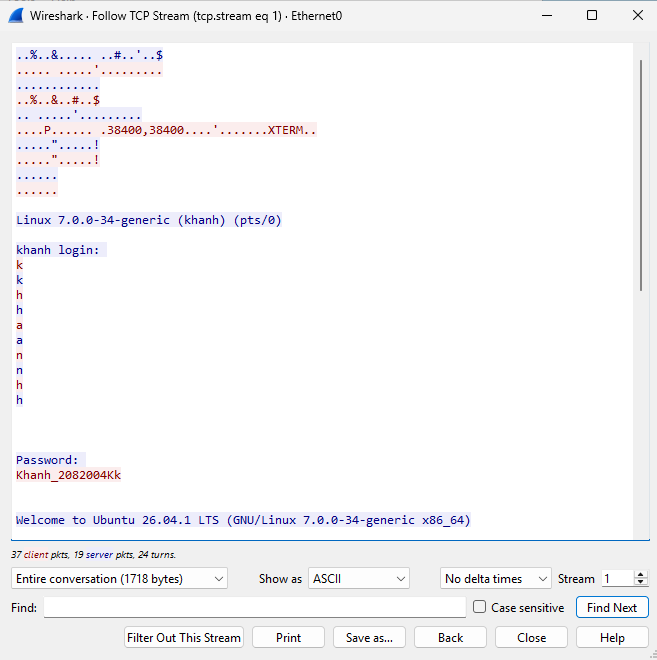 Wireshark · Follow TCP Stream (tcp.stream eq 1) · Ethernet0
..%..&..... ..#..'..$
..... .....'.........
............
..%..&..#..$
.. .....'.........
....P...... .38400,38400....'.......XTERM..
.....".....!
.....".....!
......
......
Linux 7.0.0-34-generic (khanh) (pts/0)
khanh login:
k
k
h
h
a
a
n
n
h
h
Password:
Khanh_2082004Kk
Welcome to Ubuntu 26.04.1 LTS (GNU/Linux 7.0.0-34-generic x86_64)
37 client pkts, 19 server pkts, 24 turns.
Entire conversation (1718 bytes) Show as ASCII No delta times Stream 1
Find: Case sensitive Find Next
Filter Out This Stream Print Save as... Back Close Help